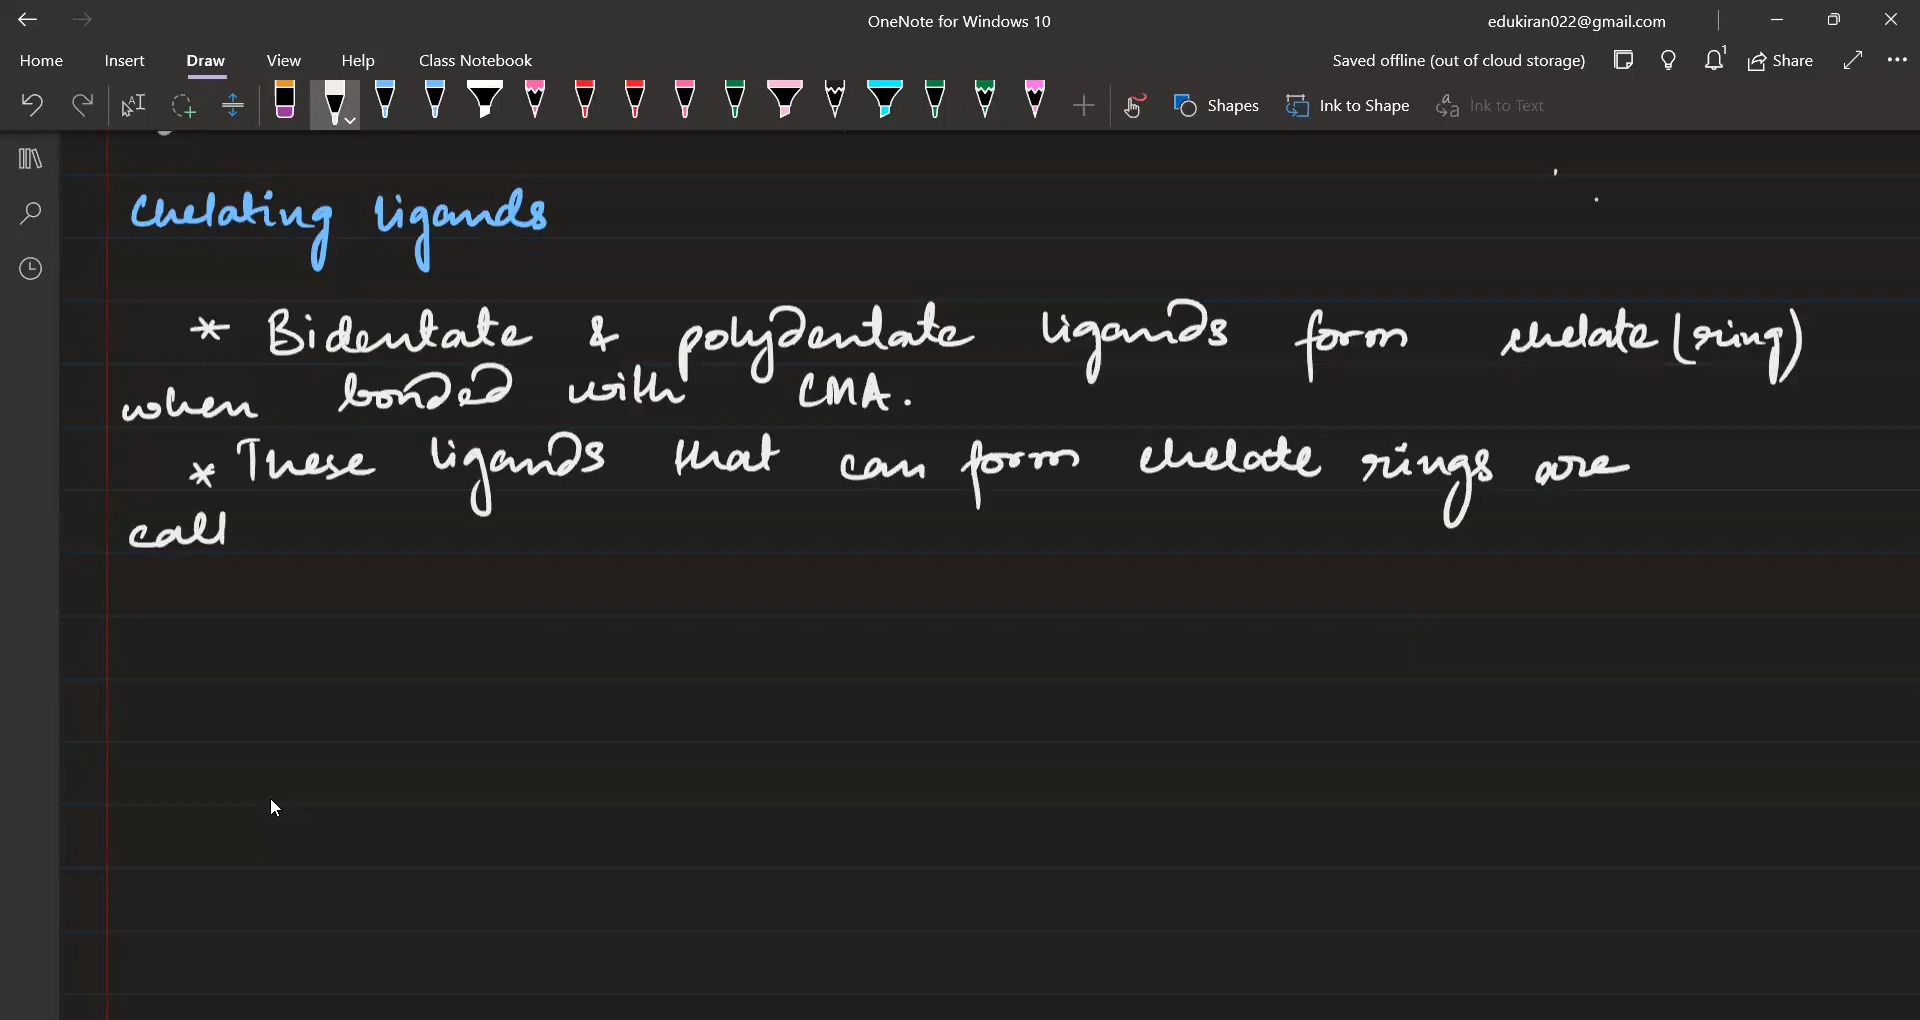 OneNote for Windows 10
edukiran022@gmail.com
Home Insert Draw View Help Class Notebook
Saved offline (out of cloud storage) 1 Share
Shapes Ink to Shape Ink to Text
Chelating ligands
* Bidentate & polydentate ligands form chelate (ring)
when bonded with CMA.
* These ligands that can form chelate rings are
call